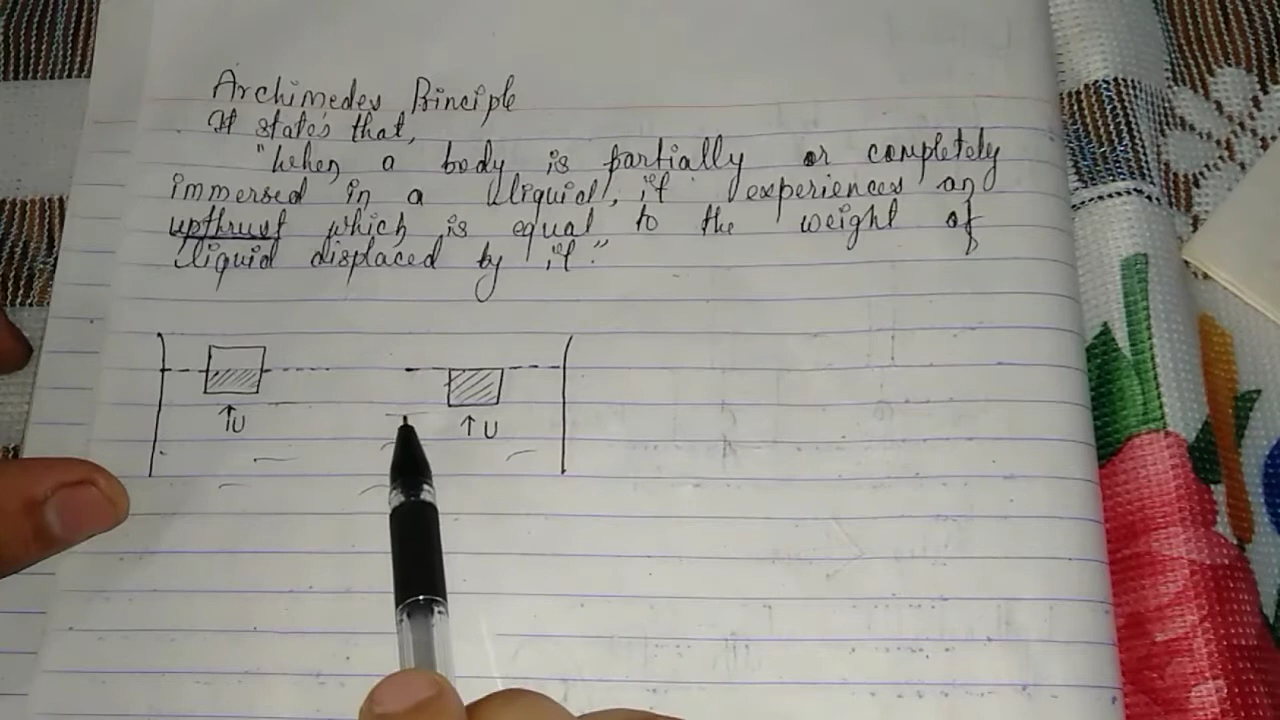 Archimedes Principle
It states that,
"When a body is partially or completely
immersed in a liquid, it experiences an
upthrust which is equal to the weight of
liquid displaced by it."
↑U ↑U